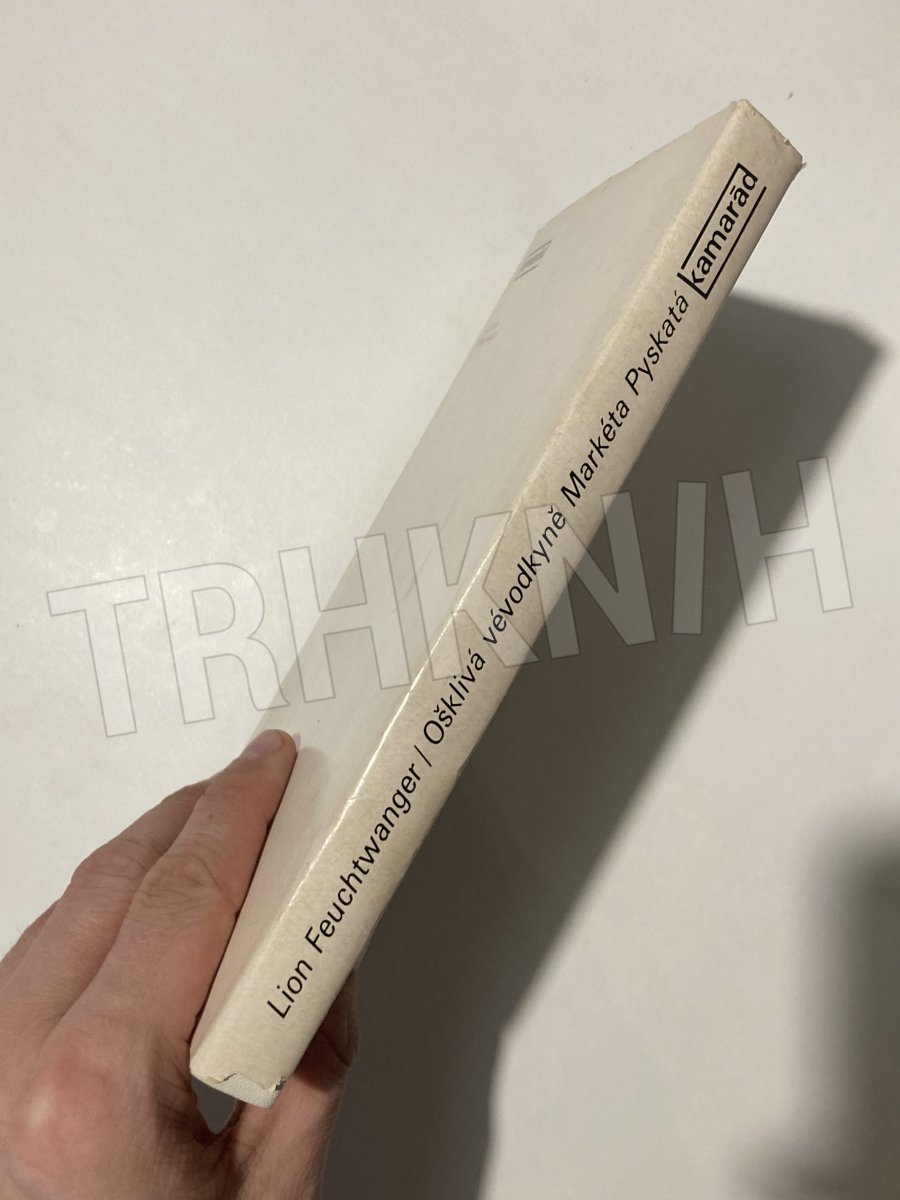 Lion Feuchtwanger / Ošklivá vévodkyně Markéta Pyskatá kamarád
TRHKNIH